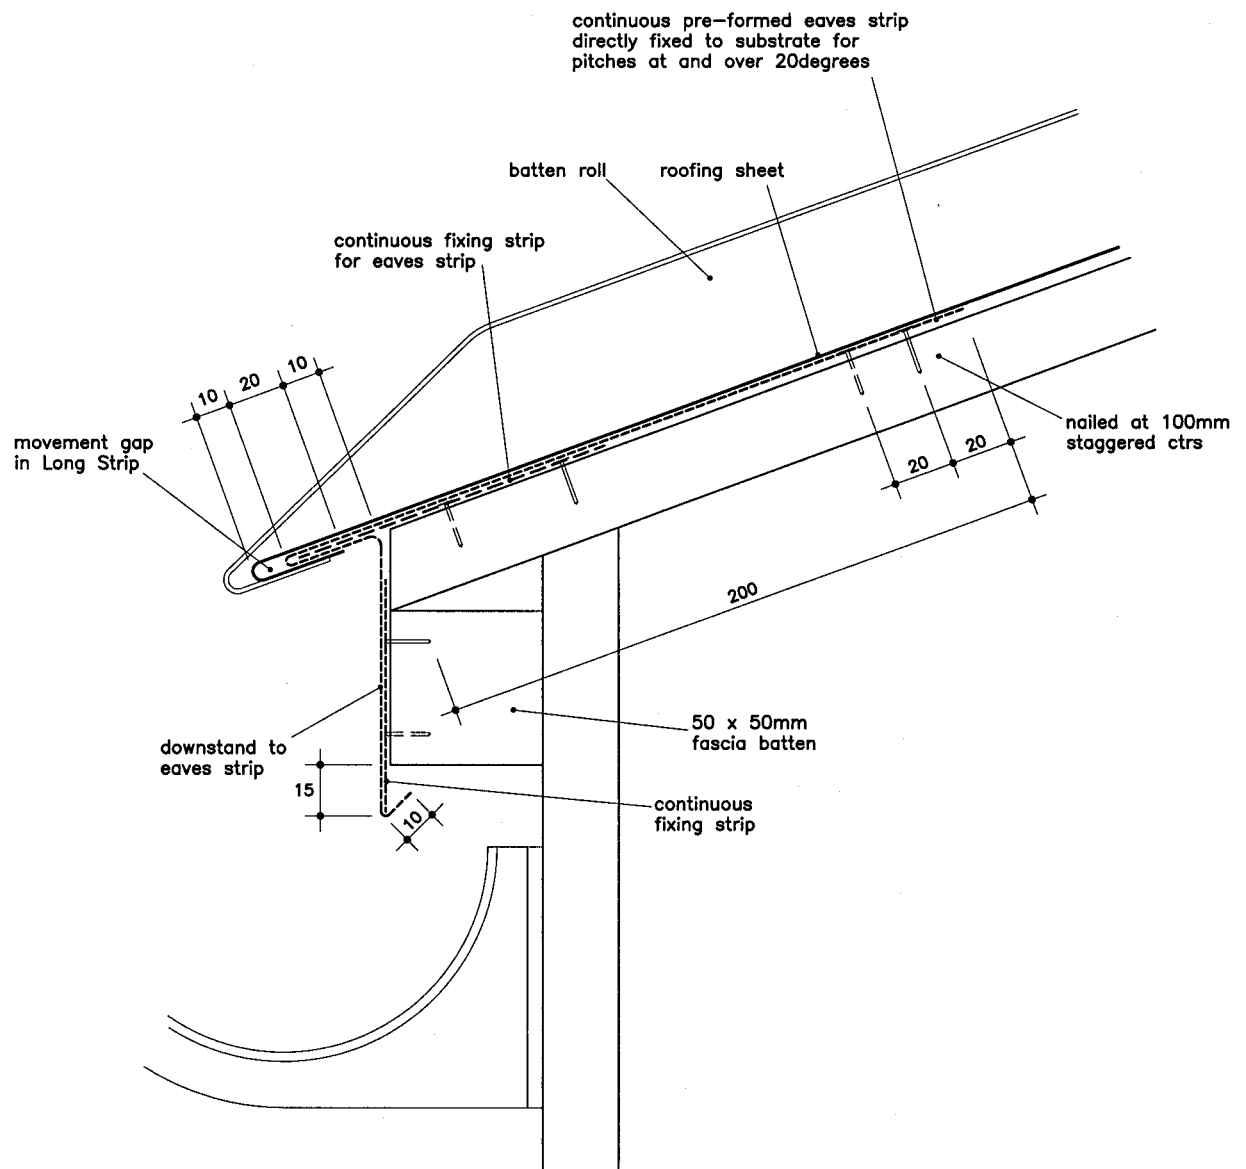 continuous pre-formed eaves strip
directly fixed to substrate for
pitches at and over 20degrees
batten roll
roofing sheet
continuous fixing strip
for eaves strip
10
20
10
movement gap
in Long Strip
nailed at 100mm
staggered ctrs
20
20
200
50 x 50mm
fascia batten
downstand to
eaves strip
15
10
continuous
fixing strip